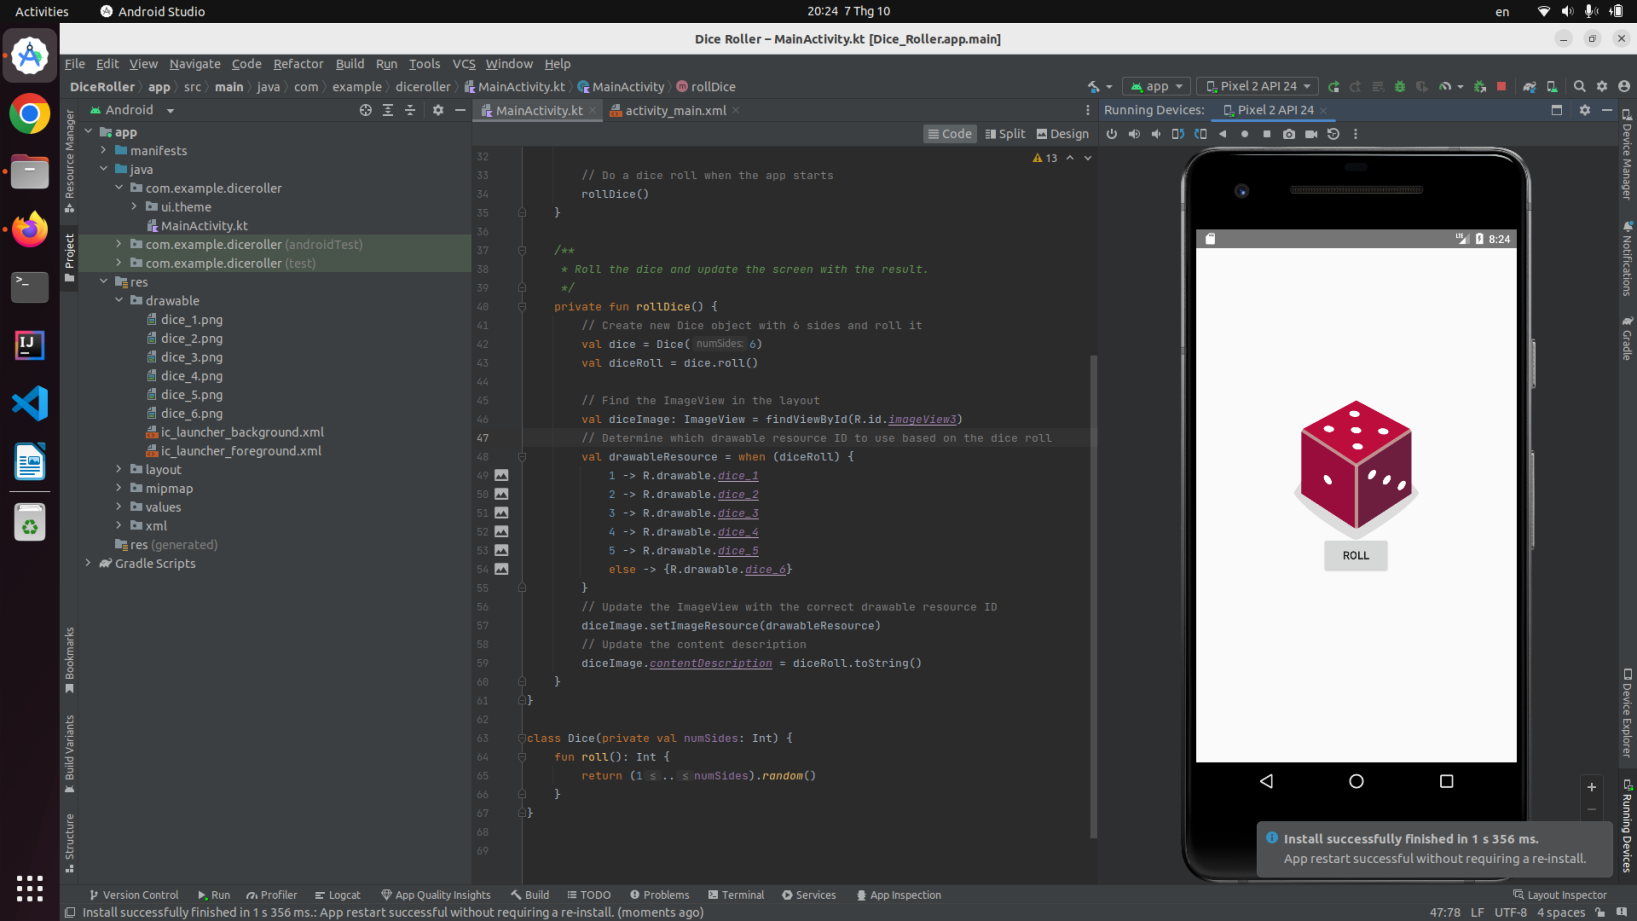 Activities
Android Studio
20:24 7 Thg 10
en
Dice Roller – MainActivity.kt [Dice_Roller.app.main]
File Edit View Navigate Code Refactor Build Run Tools VCS Window Help
DiceRoller app src main java com example diceroller MainActivity.kt MainActivity rollDice
app
Pixel 2 API 24
Android
MainActivity.kt
activity_main.xml
Running Devices:
Pixel 2 API 24
Code
Split
Design
Resource Manager
Project
Bookmarks
Build Variants
Structure
app
manifests
java
com.example.diceroller
ui.theme
MainActivity.kt
com.example.diceroller (androidTest)
com.example.diceroller (test)
res
drawable
dice_1.png
dice_2.png
dice_3.png
dice_4.png
dice_5.png
dice_6.png
ic_launcher_background.xml
ic_launcher_foreground.xml
layout
mipmap
values
xml
res (generated)
Gradle Scripts
13
32
33 // Do a dice roll when the app starts
34 rollDice()
35 }
36
37 /**
38 * Roll the dice and update the screen with the result.
39 */
40 private fun rollDice() {
41 // Create new Dice object with 6 sides and roll it
42 val dice = Dice( numSides: 6)
43 val diceRoll = dice.roll()
44
45 // Find the ImageView in the layout
46 val diceImage: ImageView = findViewById(R.id.imageView3)
47 // Determine which drawable resource ID to use based on the dice roll
48 val drawableResource = when (diceRoll) {
49 1 -> R.drawable.dice_1
50 2 -> R.drawable.dice_2
51 3 -> R.drawable.dice_3
52 4 -> R.drawable.dice_4
53 5 -> R.drawable.dice_5
54 else -> {R.drawable.dice_6}
55 }
56 // Update the ImageView with the correct drawable resource ID
57 diceImage.setImageResource(drawableResource)
58 // Update the content description
59 diceImage.contentDescription = diceRoll.toString()
60 }
61 }
62
63 class Dice(private val numSides: Int) {
64 fun roll(): Int {
65 return (1 ≤ .. ≤ numSides).random()
66 }
67 }
68
69
8:24
ROLL
Device Manager
Notifications
Gradle
Device Explorer
Running Devices
Install successfully finished in 1 s 356 ms.
App restart successful without requiring a re-install.
Version Control Run Profiler Logcat App Quality Insights Build TODO Problems Terminal Services App Inspection
Layout Inspector
Install successfully finished in 1 s 356 ms.: App restart successful without requiring a re-install. (moments ago)
47:78 LF UTF-8 4 spaces